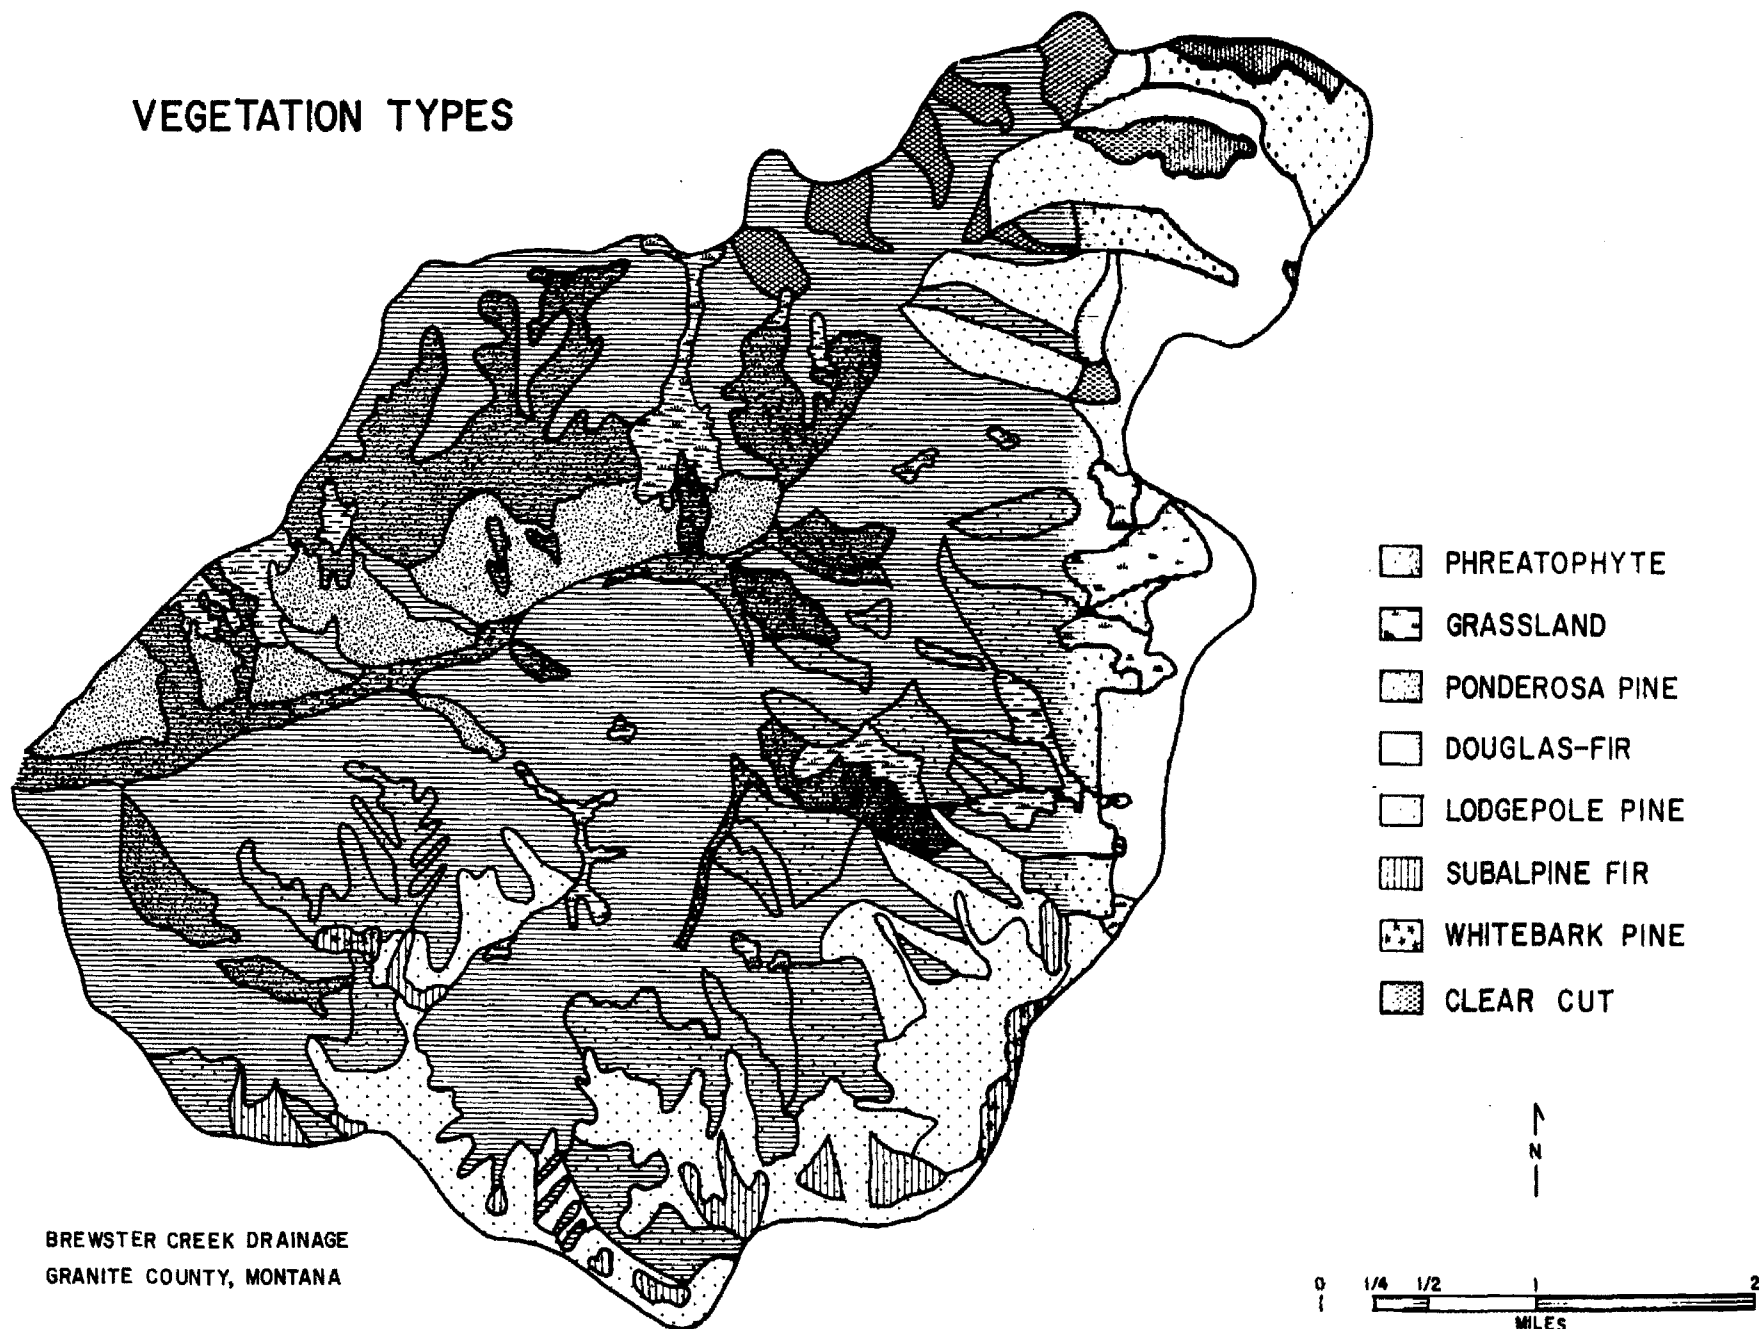 VEGETATION TYPES
PHREATOPHYTE
GRASSLAND
PONDEROSA PINE
DOUGLAS-FIR
LODGEPOLE PINE
SUBALPINE FIR
WHITEBARK PINE
CLEAR CUT
N
BREWSTER CREEK DRAINAGE
GRANITE COUNTY, MONTANA
0 1/4 1/2 1 2
MILES